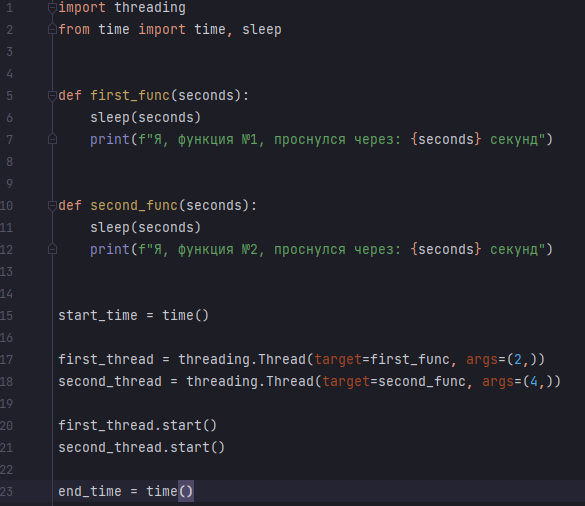 1 import threading
2 from time import time, sleep
3
4
5 def first_func(seconds):
6     sleep(seconds)
7     print(f"Я, функция №1, проснулся через: {seconds} секунд")
8
9
10 def second_func(seconds):
11     sleep(seconds)
12     print(f"Я, функция №2, проснулся через: {seconds} секунд")
13
14
15 start_time = time()
16
17 first_thread = threading.Thread(target=first_func, args=(2,))
18 second_thread = threading.Thread(target=second_func, args=(4,))
19
20 first_thread.start()
21 second_thread.start()
22
23 end_time = time()